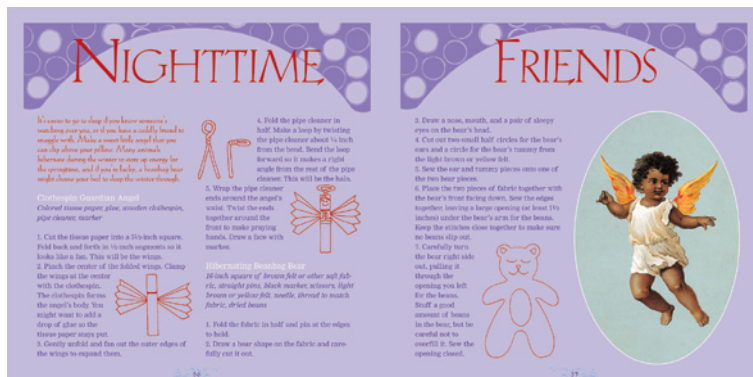 NIGHTTIME
It's easier to go to sleep if you know someone's
watching over you, or if you have a cuddly friend to
snuggle with. Make a sweet little angel that you
can clip above your pillow. Many animals
hibernate during the winter to store up energy for
the springtime, and if you're lucky, a beanbag bear
might choose your bed to sleep the winter through.
Clothespin Guardian Angel
Colored tissue paper, glue, wooden clothespin,
pipe cleaner, marker
1. Cut the tissue paper into a 5½-inch square.
Fold back and forth in ½-inch segments so it
looks like a fan. This will be the wings.
2. Pinch the center of the folded wings. Clamp
the wings at the center
with the clothespin.
The clothespin forms
the angel's body. You
might want to add a
drop of glue so the
tissue paper stays put.
3. Gently unfold and fan out the outer edges of
the wings to expand them.
4. Fold the pipe cleaner in
half. Make a loop by twisting
the pipe cleaner about ¼ inch
from the bend. Bend the loop
forward so it makes a right
angle from the rest of the pipe
cleaner. This will be the halo.
5. Wrap the pipe cleaner
ends around the angel's
waist. Twist the ends
together around the
front to make praying
hands. Draw a face with
marker.
Hibernating Beanbag Bear
16-inch square of brown felt or other soft fab-
ric, straight pins, black marker, scissors, light
brown or yellow felt, needle, thread to match
fabric, dried beans
1. Fold the fabric in half and pin at the edges
to hold.
2. Draw a bear shape on the fabric and care-
fully cut it out.
16
FRIENDS
3. Draw a nose, mouth, and a pair of sleepy
eyes on the bear's head.
4. Cut out two small half circles for the bear's
ears and a circle for the bear's tummy from
the light brown or yellow felt.
5. Sew the ear and tummy pieces onto one of
the two bear pieces.
6. Place the two pieces of fabric together with
the bear's front facing down. Sew the edges
together, leaving a large opening (at least 1½
inches) under the bear's arm for the beans.
Keep the stitches close together to make sure
no beans slip out.
7. Carefully turn
the bear right side
out, pulling it
through the
opening you left
for the beans.
Stuff a good
amount of beans
in the bear, but be
careful not to
overfill it. Sew the
opening closed.
17